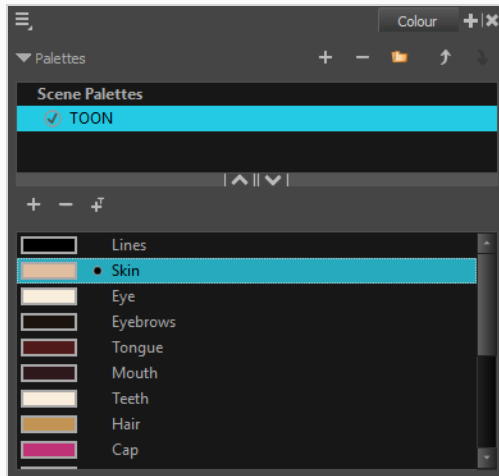 Colour
Palettes
Scene Palettes
TOON
Lines
Skin
Eye
Eyebrows
Tongue
Mouth
Teeth
Hair
Cap